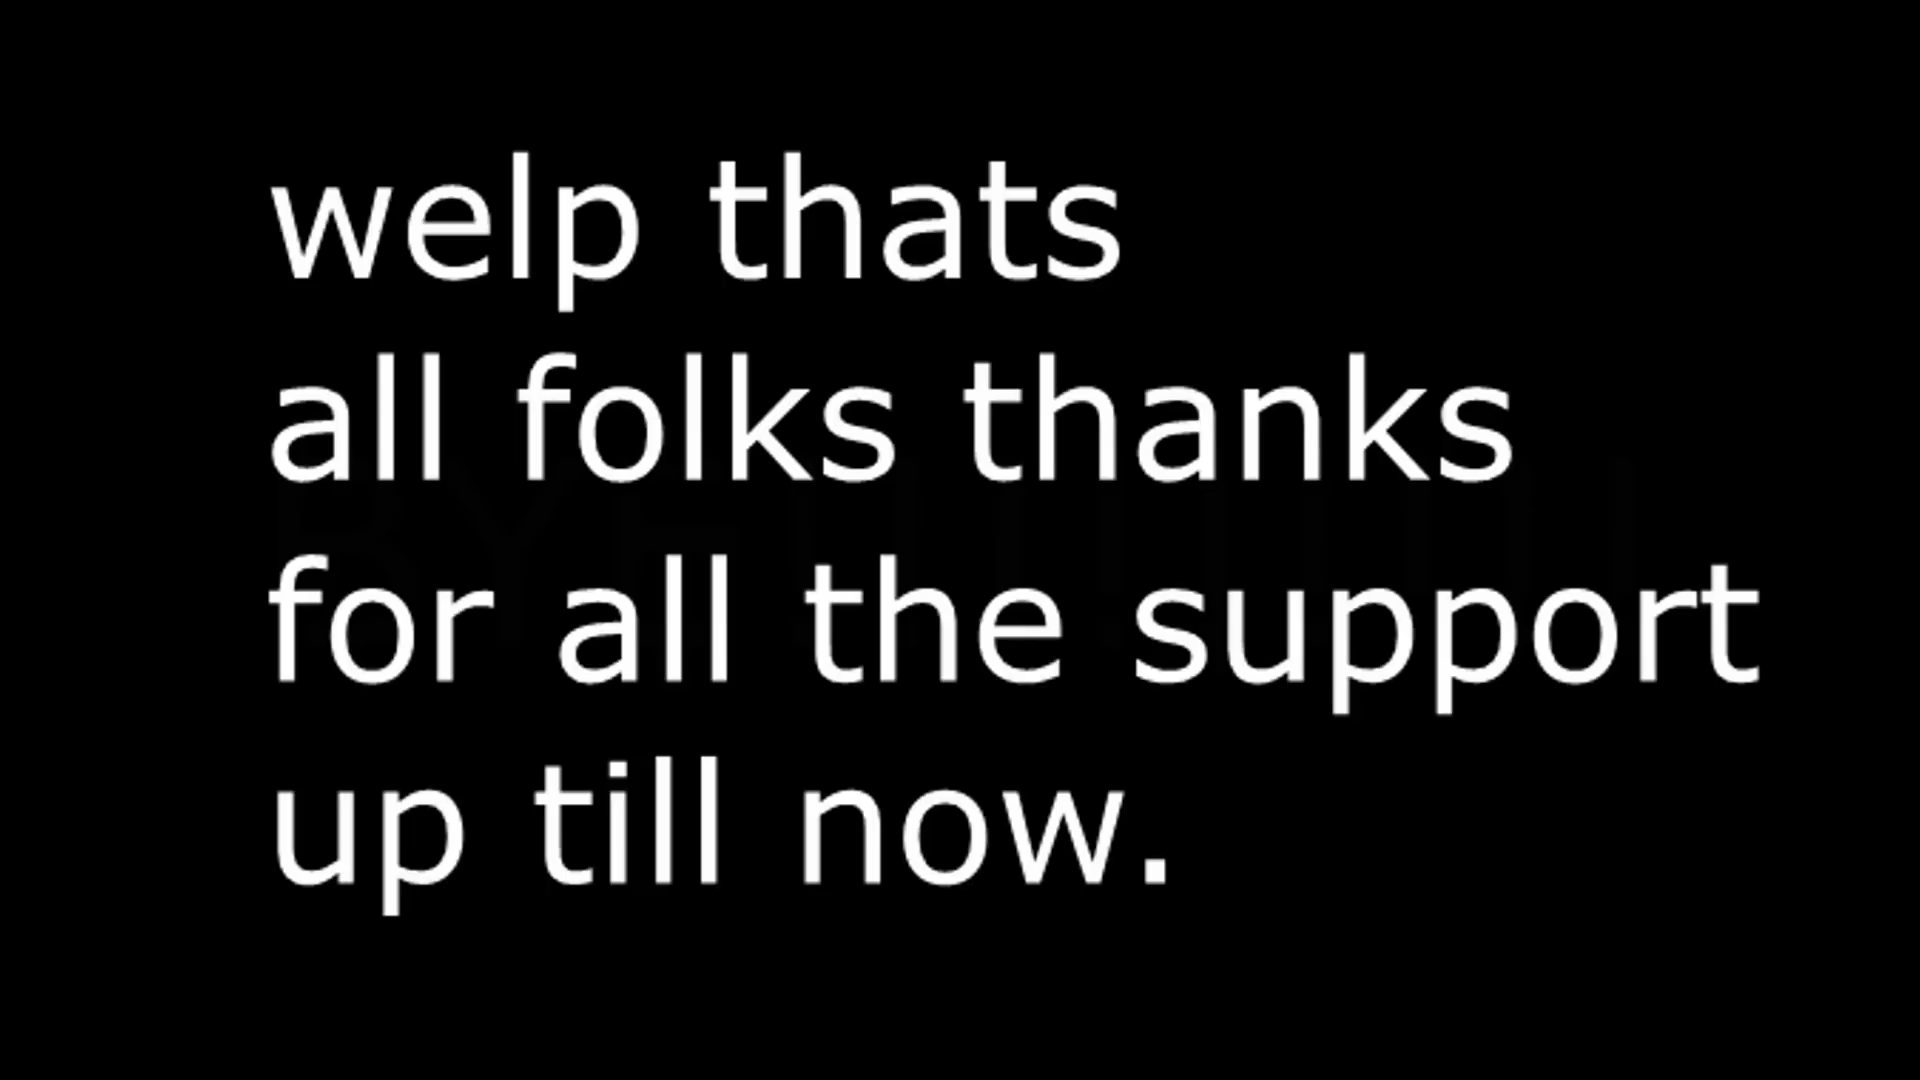 welp thats
all folks thanks
for all the support
up till now.